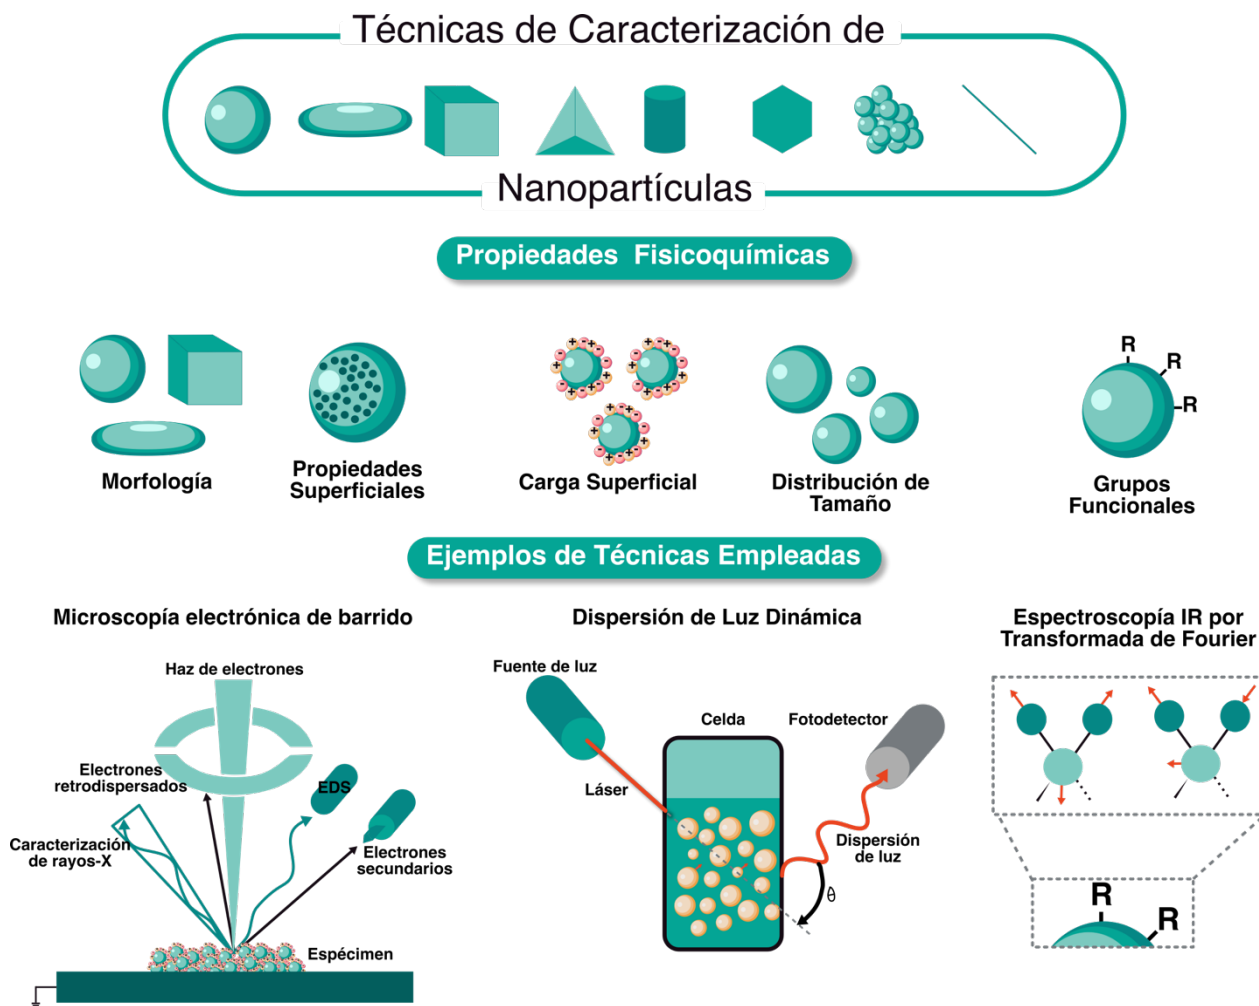 Técnicas de Caracterización de
Nanopartículas
Propiedades Fisicoquímicas
Morfología
Propiedades
Superficiales
+ -
Carga Superficial
Distribución de
Tamaño
R
R
R
Grupos
Funcionales
Ejemplos de Técnicas Empleadas
Microscopía electrónica de barrido
Haz de electrones
Electrones
retrodispersados
EDS
Caracterización
de rayos-X
Electrones
secundarios
Espécimen
Dispersión de Luz Dinámica
Fuente de luz
Celda
Fotodetector
Láser
Dispersión
de luz
θ
Espectroscopía IR por
Transformada de Fourier
R
R